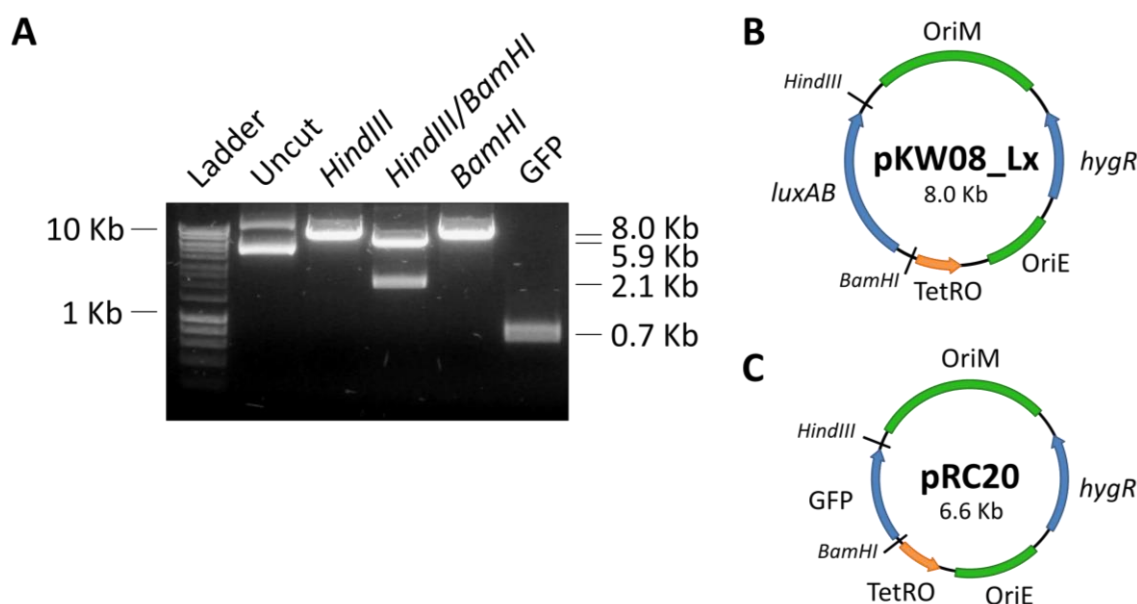 A
Ladder
Uncut
HindIII
HindIII/BamHI
BamHI
GFP
10 Kb
1 Kb
8.0 Kb
5.9 Kb
2.1 Kb
0.7 Kb
B
OriM
HindIII
pKW08_Lx
8.0 Kb
hygR
luxAB
BamHI
TetRO
OriE
C
OriM
HindIII
pRC20
6.6 Kb
hygR
GFP
BamHI
TetRO
OriE